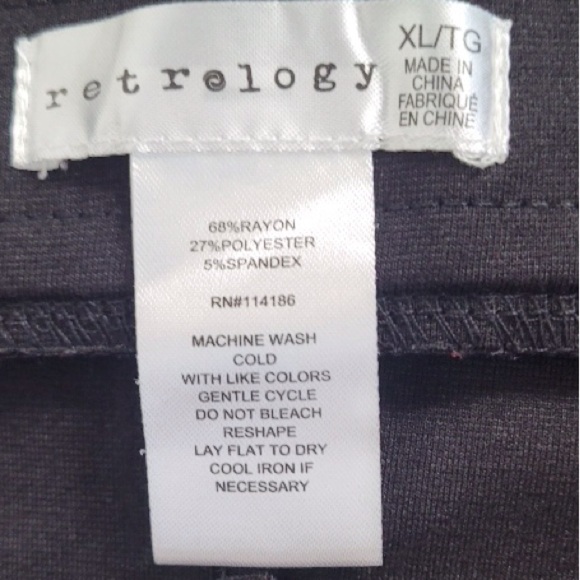 retrology
XL/TG
MADE IN
CHINA
FABRIQUÉ
EN CHINE
68%RAYON
27%POLYESTER
5%SPANDEX
RN#114186
MACHINE WASH
COLD
WITH LIKE COLORS
GENTLE CYCLE
DO NOT BLEACH
RESHAPE
LAY FLAT TO DRY
COOL IRON IF
NECESSARY